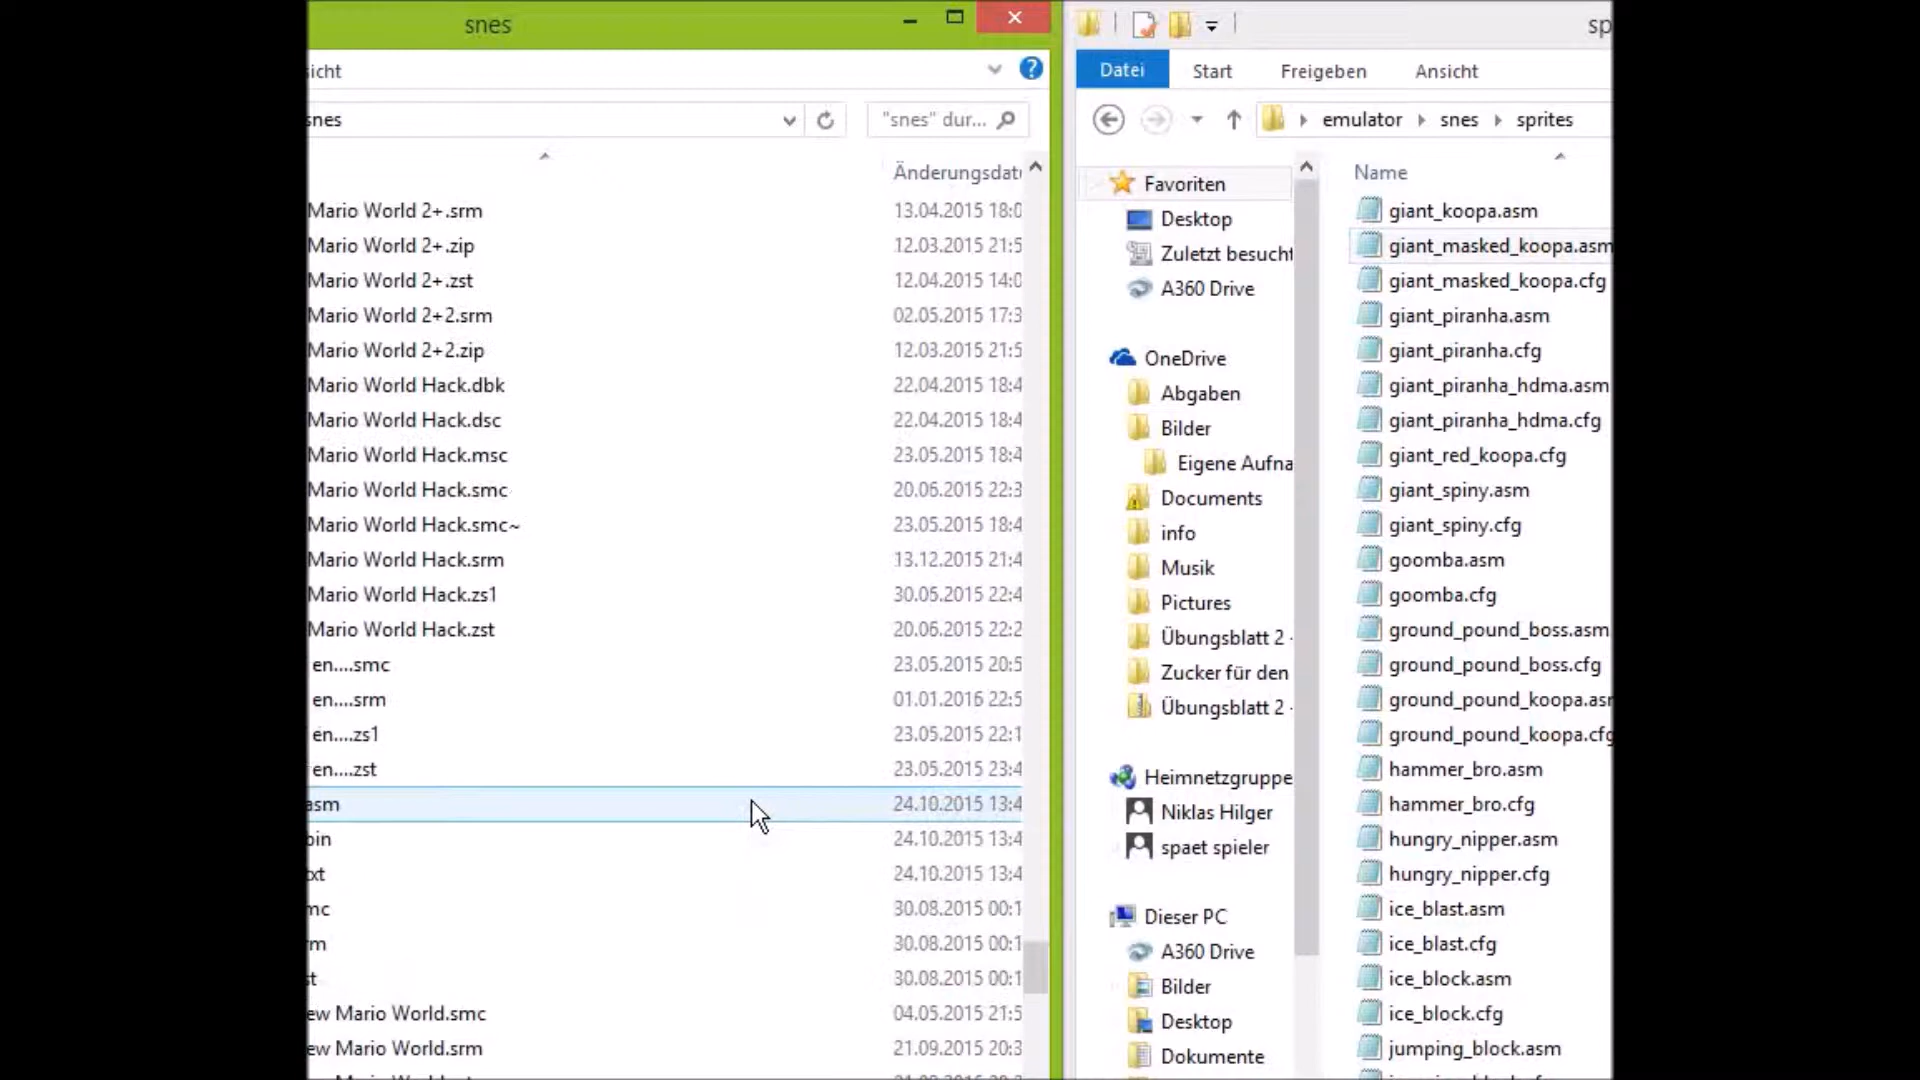 snes
icht
snes
"snes" dur...
Änderungsdatu
Mario World 2+.srm 13.04.2015 18:0
Mario World 2+.zip 12.03.2015 21:5
Mario World 2+.zst 12.04.2015 14:0
Mario World 2+2.srm 02.05.2015 17:3
Mario World 2+2.zip 12.03.2015 21:5
Mario World Hack.dbk 22.04.2015 18:4
Mario World Hack.dsc 22.04.2015 18:4
Mario World Hack.msc 23.05.2015 18:4
Mario World Hack.smc 20.06.2015 22:3
Mario World Hack.smc~ 23.05.2015 18:4
Mario World Hack.srm 13.12.2015 21:4
Mario World Hack.zs1 30.05.2015 22:4
Mario World Hack.zst 20.06.2015 22:2
en....smc 23.05.2015 20:5
en....srm 01.01.2016 22:5
en....zs1 23.05.2015 22:1
en....zst 23.05.2015 23:4
asm 24.10.2015 13:4
bin 24.10.2015 13:4
txt 24.10.2015 13:4
mc 30.08.2015 00:1
rm 30.08.2015 00:1
st 30.08.2015 00:1
ew Mario World.smc 04.05.2015 21:5
ew Mario World.srm 21.09.2015 20:3
sp
Datei Start Freigeben Ansicht
emulator snes sprites
Favoriten
Desktop
Zuletzt besucht
A360 Drive
OneDrive
Abgaben
Bilder
Eigene Aufna
Documents
info
Musik
Pictures
Übungsblatt 2 -
Zucker für den
Übungsblatt 2 -
Heimnetzgruppe
Niklas Hilger
spaet spieler
Dieser PC
A360 Drive
Bilder
Desktop
Dokumente
Name
giant_koopa.asm
giant_masked_koopa.asm
giant_masked_koopa.cfg
giant_piranha.asm
giant_piranha.cfg
giant_piranha_hdma.asm
giant_piranha_hdma.cfg
giant_red_koopa.cfg
giant_spiny.asm
giant_spiny.cfg
goomba.asm
goomba.cfg
ground_pound_boss.asm
ground_pound_boss.cfg
ground_pound_koopa.asm
ground_pound_koopa.cfg
hammer_bro.asm
hammer_bro.cfg
hungry_nipper.asm
hungry_nipper.cfg
ice_blast.asm
ice_blast.cfg
ice_block.asm
ice_block.cfg
jumping_block.asm